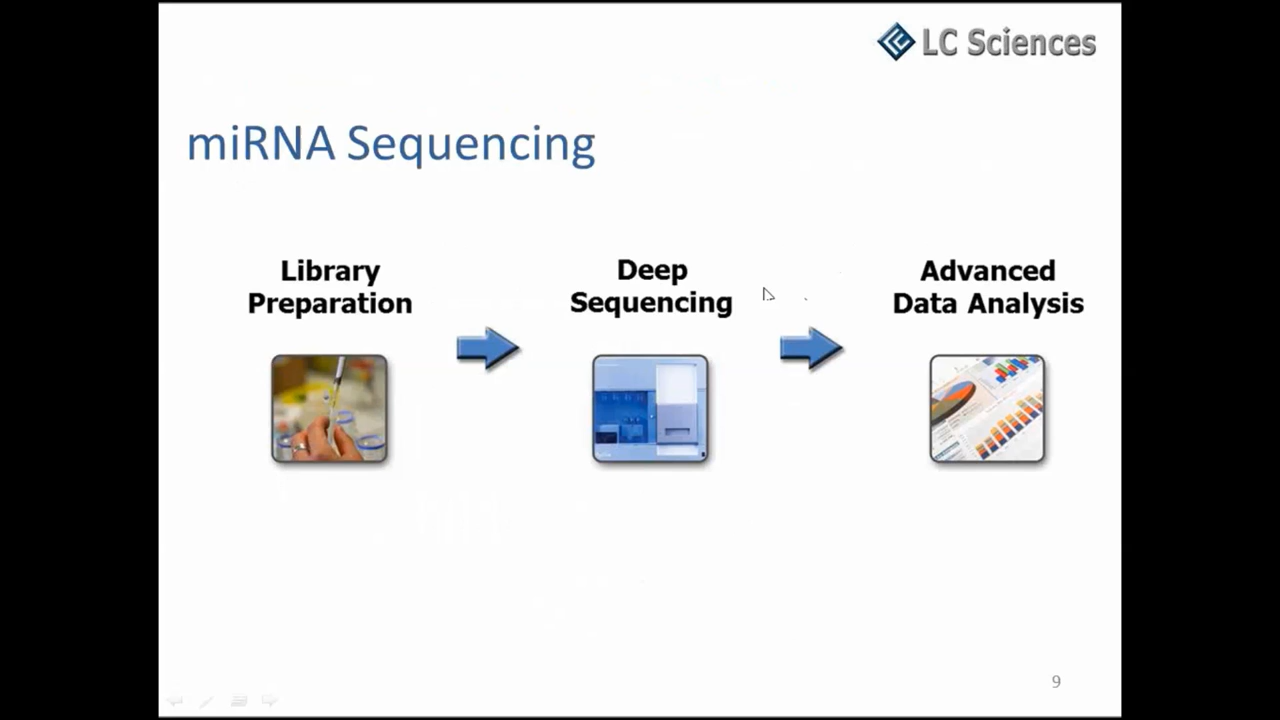 LC Sciences
miRNA Sequencing
Library
Preparation
Deep
Sequencing
Advanced
Data Analysis
9